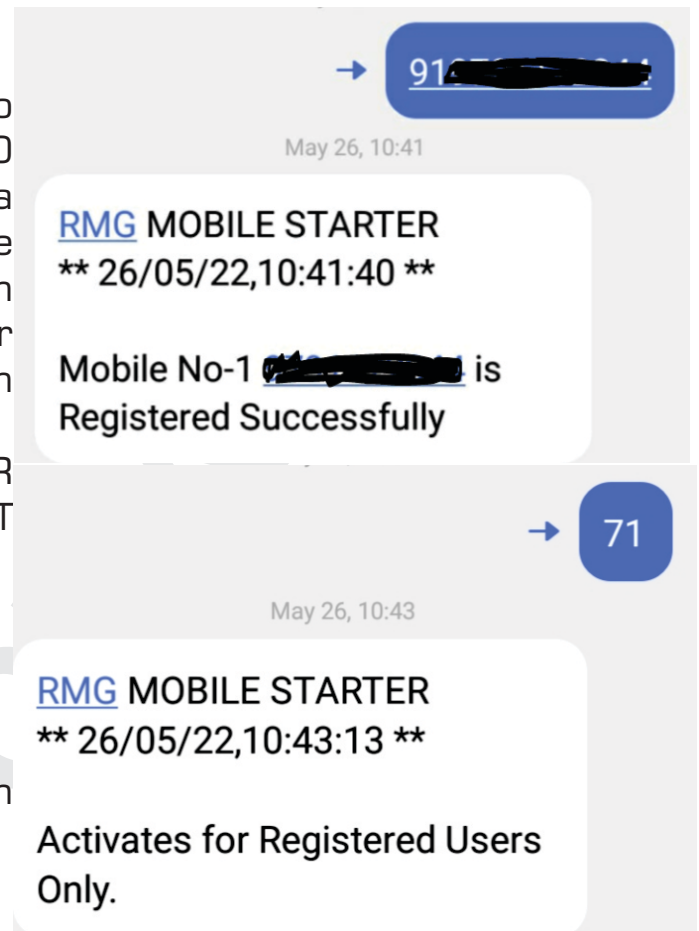 91
May 26, 10:41
RMG MOBILE STARTER
** 26/05/22,10:41:40 **
Mobile No-1 is
Registered Successfully
71
May 26, 10:43
RMG MOBILE STARTER
** 26/05/22,10:43:13 **
Activates for Registered Users
Only.